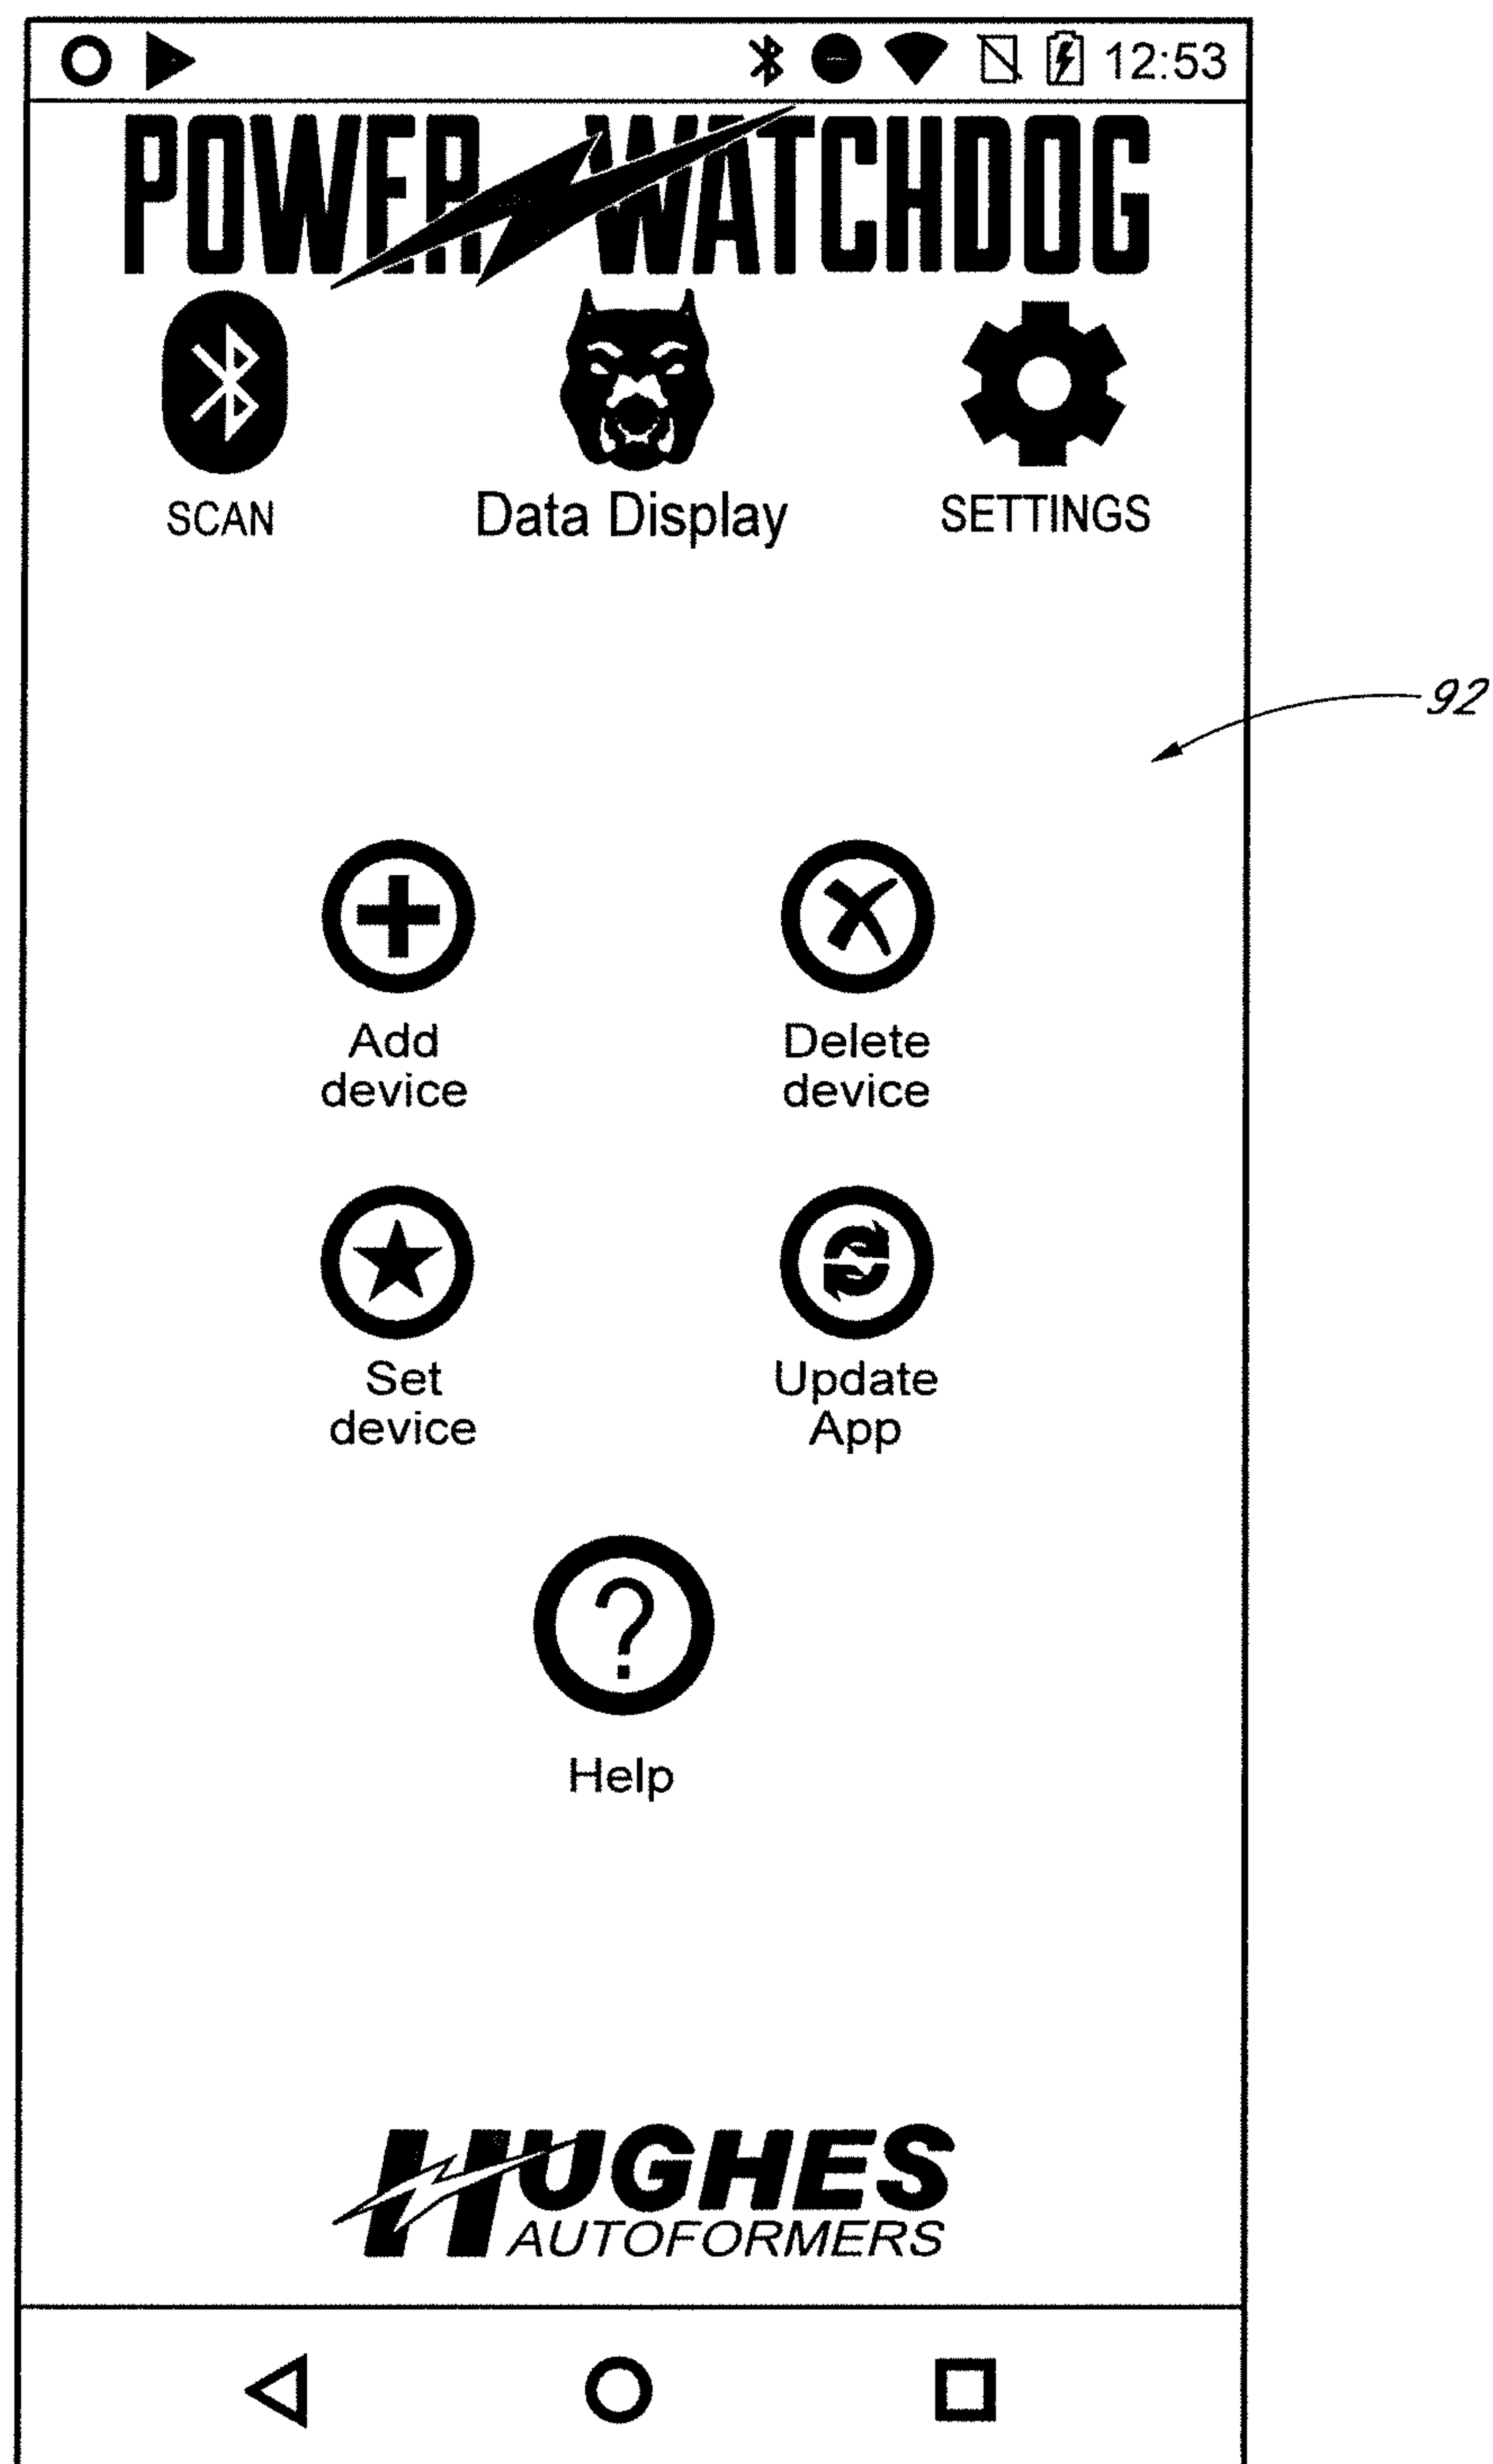 12:53
POWER WATCHDOG
SCAN Data Display SETTINGS
92
Add Delete
device device
Set Update
device App
?
Help
HUGHES
AUTOFORMERS